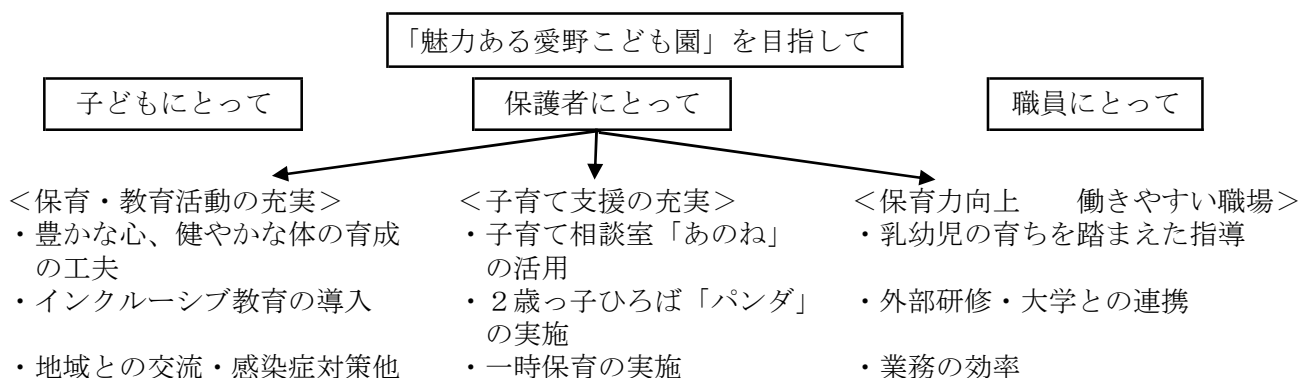 「魅力ある愛野こども園」を目指して
子どもにとって
保護者にとって
職員にとって
＜保育・教育活動の充実＞
・豊かな心、健やかな体の育成
の工夫
・インクルーシブ教育の導入
・地域との交流・感染症対策他
＜子育て支援の充実＞
・子育て相談室「あのね」
の活用
・２歳っ子ひろば「パンダ」
の実施
・一時保育の実施
＜保育力向上　　働きやすい職場＞
・乳幼児の育ちを踏まえた指導
・外部研修・大学との連携
・業務の効率